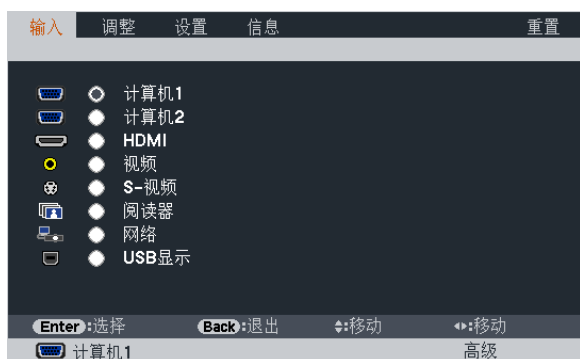 输入 调整 设置 信息 重置
计算机1
计算机2
HDMI
视频
S-视频
阅读器
网络
USB显示
Enter:选择 Back:退出 :移动 :移动
计算机1 高级